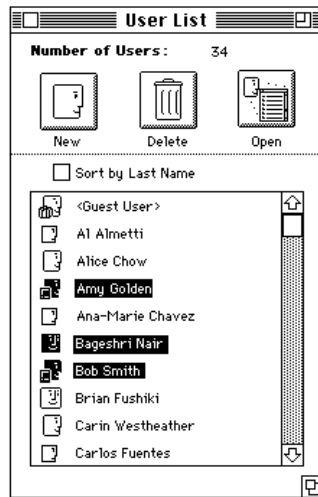 User List
Number of Users: 34
New Delete Open
Sort by Last Name
<Guest User>
Al Almetti
Alice Chow
Amy Golden
Ana-Marie Chavez
Bageshri Nair
Bob Smith
Brian Fushiki
Carin Westheather
Carlos Fuentes